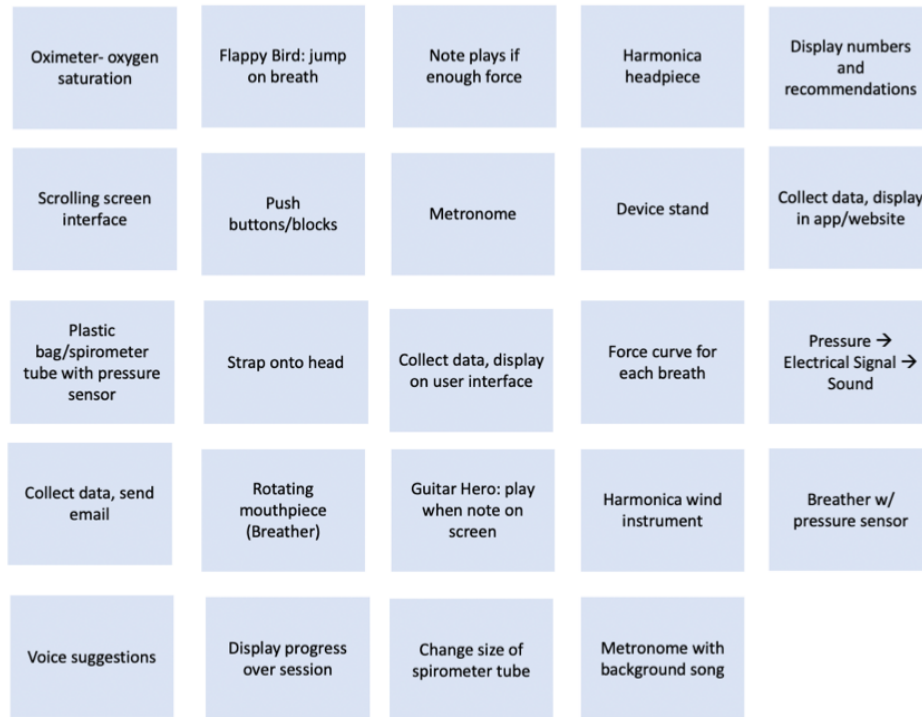 Oximeter- oxygen
saturation
Flappy Bird: jump
on breath
Note plays if
enough force
Harmonica
headpiece
Display numbers
and
recommendations
Scrolling screen
interface
Push
buttons/blocks
Metronome
Device stand
Collect data, display
in app/website
Plastic
bag/spirometer
tube with pressure
sensor
Strap onto head
Collect data, display
on user interface
Force curve for
each breath
Pressure →
Electrical Signal →
Sound
Collect data, send
email
Rotating
mouthpiece
(Breather)
Guitar Hero: play
when note on
screen
Harmonica wind
instrument
Breather w/
pressure sensor
Voice suggestions
Display progress
over session
Change size of
spirometer tube
Metronome with
background song